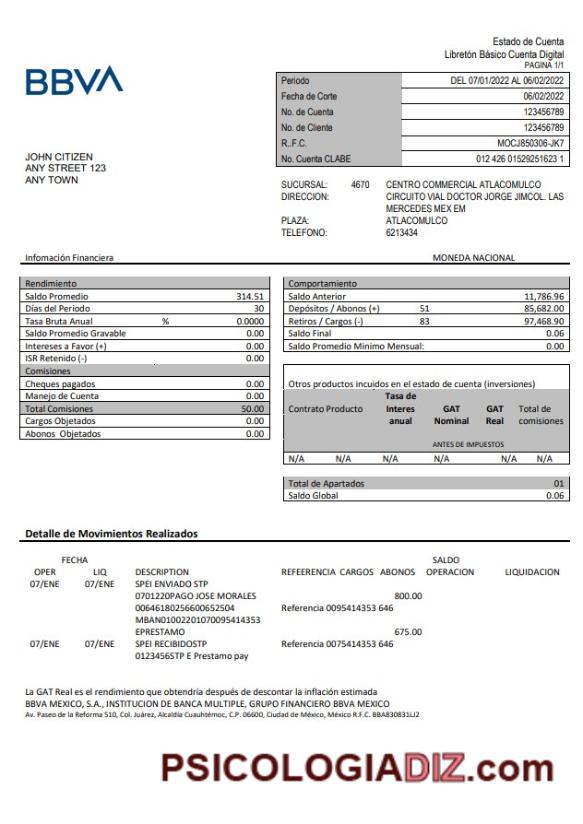 Estado de Cuenta
Libretón Básico Cuenta Digital
PAGINA 1/1
BBVA
Periodo DEL 07/01/2022 AL 06/02/2022
Fecha de Corte 06/02/2022
No. de Cuenta 123456789
No. de Cliente 123456789
R..F.C. MOCJ850306-JK7
No. Cuenta CLABE 012 426 01529251623 1
JOHN CITIZEN
ANY STREET 123
ANY TOWN
SUCURSAL: 4670 CENTRO COMMERCIAL ATLACOMULCO
DIRECCION: CIRCUITO VIAL DOCTOR JORGE JIMCOL. LAS
MERCEDES MEX EM
PLAZA: ATLACOMULCO
TELEFONO: 6213434
Infomación Financiera MONEDA NACIONAL
Rendimiento
Saldo Promedio 314.51
Días del Periodo 30
Tasa Bruta Anual % 0.0000
Saldo Promedio Gravable 0.00
Intereses a Favor (+) 0.00
ISR Retenido (-) 0.00
Comisiones
Cheques pagados 0.00
Manejo de Cuenta 0.00
Total Comisiones 50.00
Cargos Objetados 0.00
Abonos Objetados 0.00
Comportamiento
Saldo Anterior 11,786.96
Depósitos / Abonos (+) 51 85,682.00
Retiros / Cargos (-) 83 97,468.90
Saldo Final 0.06
Saldo Promedio Minimo Mensual: 0.00
Otros productos incuidos en el estado de cuenta (inversiones)
Contrato Producto Tasa de Interes anual GAT Nominal GAT Real Total de comisiones
ANTES DE IMPUESTOS
N/A N/A N/A N/A N/A N/A
Total de Apartados 01
Saldo Global 0.06
Detalle de Movimientos Realizados
FECHA SALDO
OPER LIQ DESCRIPTION REFEERENCIA CARGOS ABONOS OPERACION LIQUIDACION
07/ENE 07/ENE SPEI ENVIADO STP
0701220PAGO JOSE MORALES 800.00
00646180256600652504 Referencia 0095414353 646
MBAN01002201070095414353
EPRESTAMO 675.00
07/ENE 07/ENE SPEI RECIBIDOSTP Referencia 0075414353 646
0123456STP E Prestamo pay
La GAT Real es el rendimiento que obtendría después de descontar la inflación estimada
BBVA MEXICO, S.A., INSTITUCION DE BANCA MULTIPLE, GRUPO FINANCIERO BBVA MEXICO
Av. Paseo de la Reforma 510, Col. Juárez, Alcaldía Cuauhtémoc, C.P. 06600, Ciudad de México, México R.F.C. BBA830831LJ2
PSICOLOGIADIZ.com